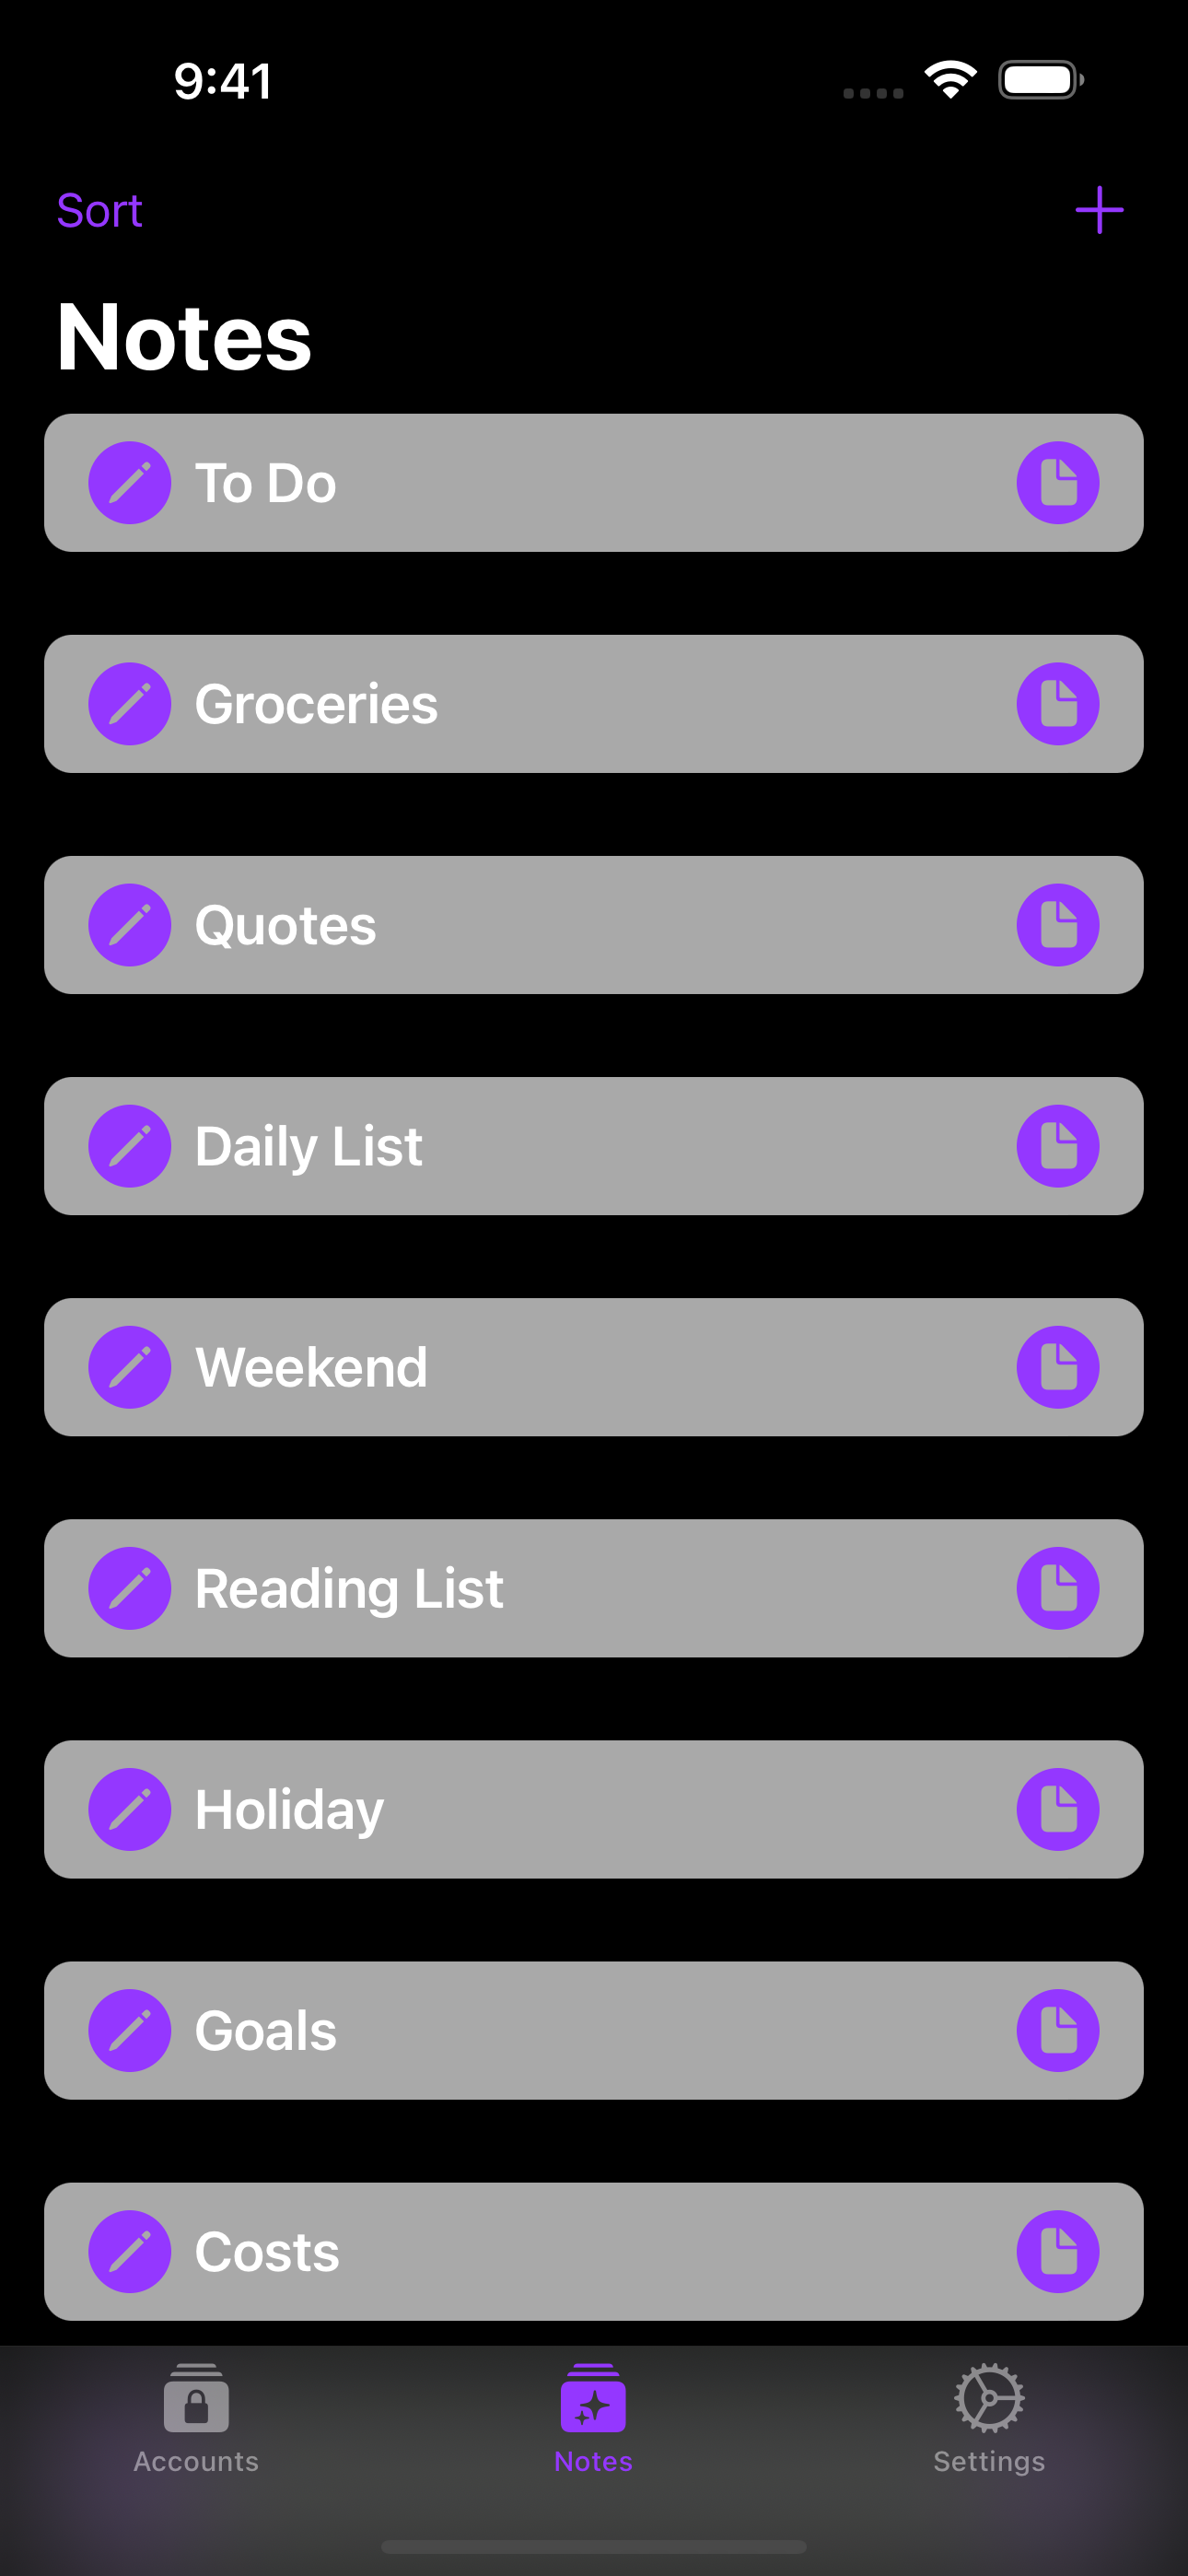 9:41
Sort
Notes
To Do
Groceries
Quotes
Daily List
Weekend
Reading List
Holiday
Goals
Costs
Accounts
Notes
Settings